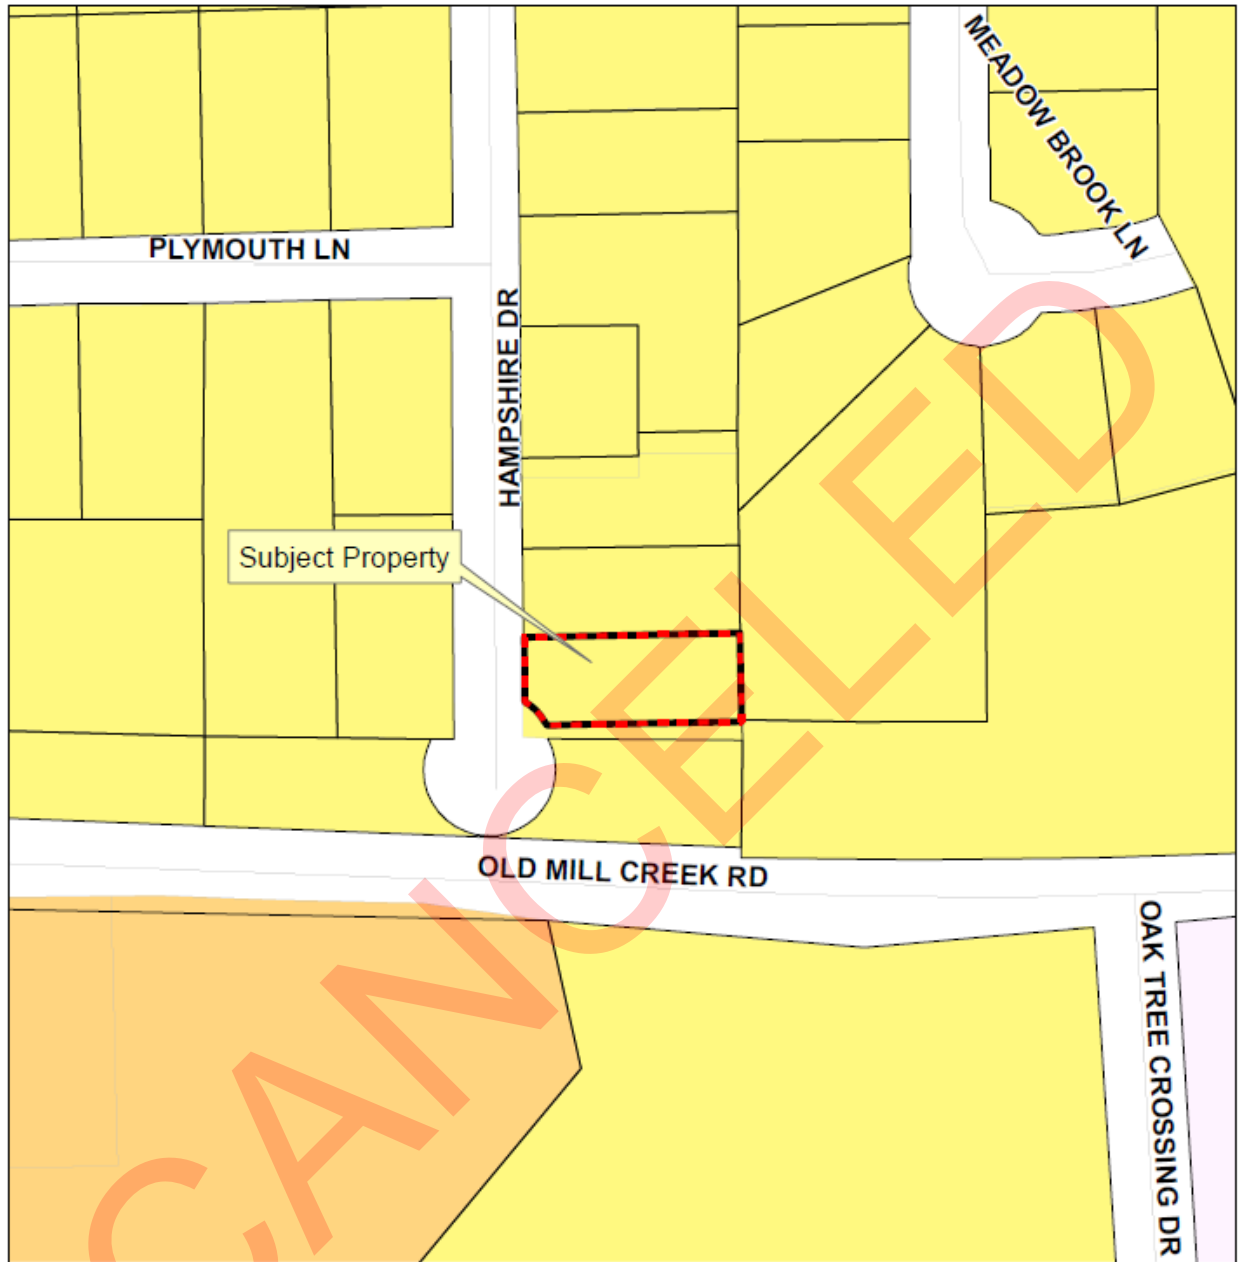 MEADOW BROOK LN
PLYMOUTH LN
HAMPSHIRE DR
Subject Property
OLD MILL CREEK RD
OAK TREE CROSSING DR
CANCELED